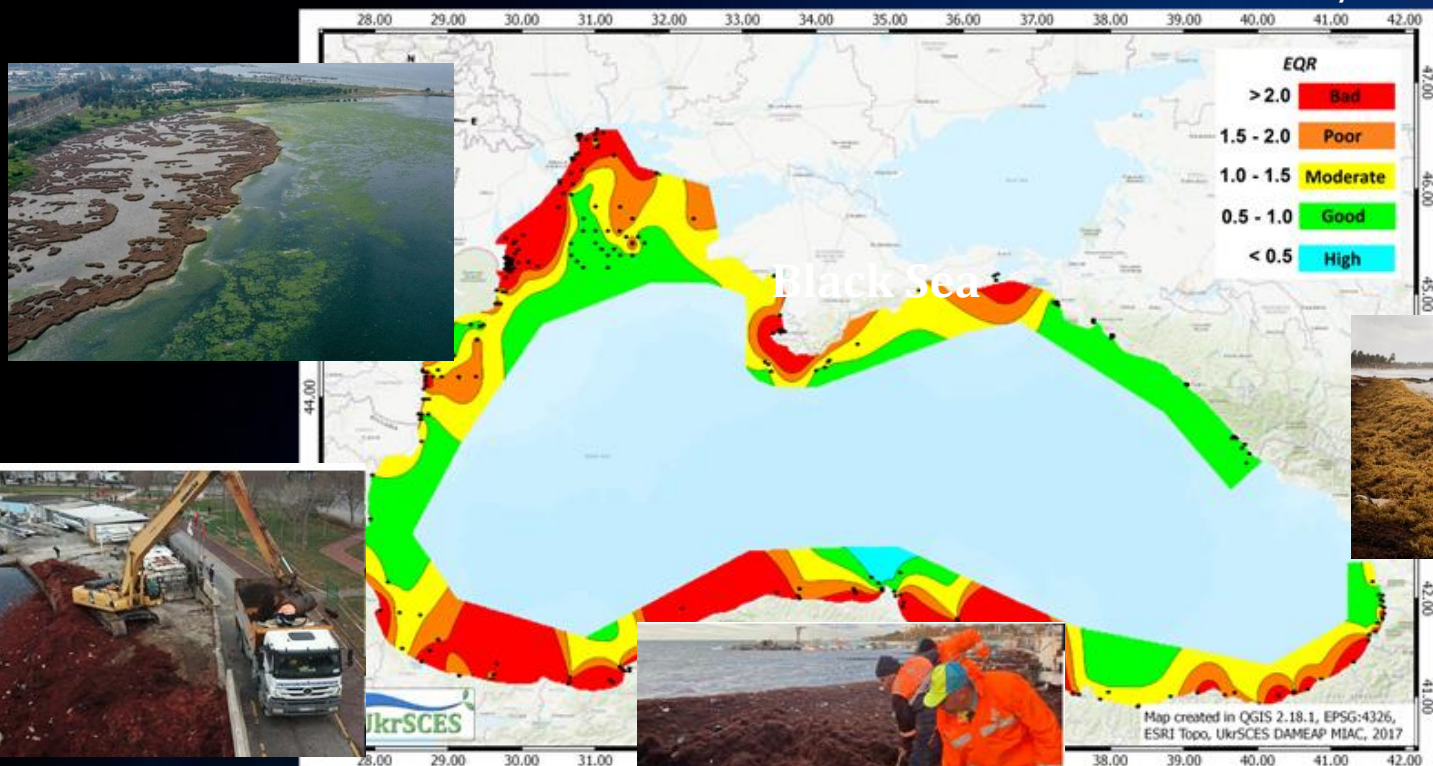 28.00 29.00 30.00 31.00 32.00 33.00 34.00 35.00 36.00 37.00 38.00 39.00 40.00 41.00 42.00
N
E
EQR
> 2.0 Bad
1.5 - 2.0 Poor
1.0 - 1.5 Moderate
0.5 - 1.0 Good
< 0.5 High
47.00
46.00
45.00
Black Sea
44.00
42.00
41.00
UkrSCES
Map created in QGIS 2.18.1, EPSG:4326,
ESRI Topo, UkrSCES DAMEAP MIAC, 2017
28.00 29.00 30.00 31.00 38.00 39.00 40.00 41.00 42.00